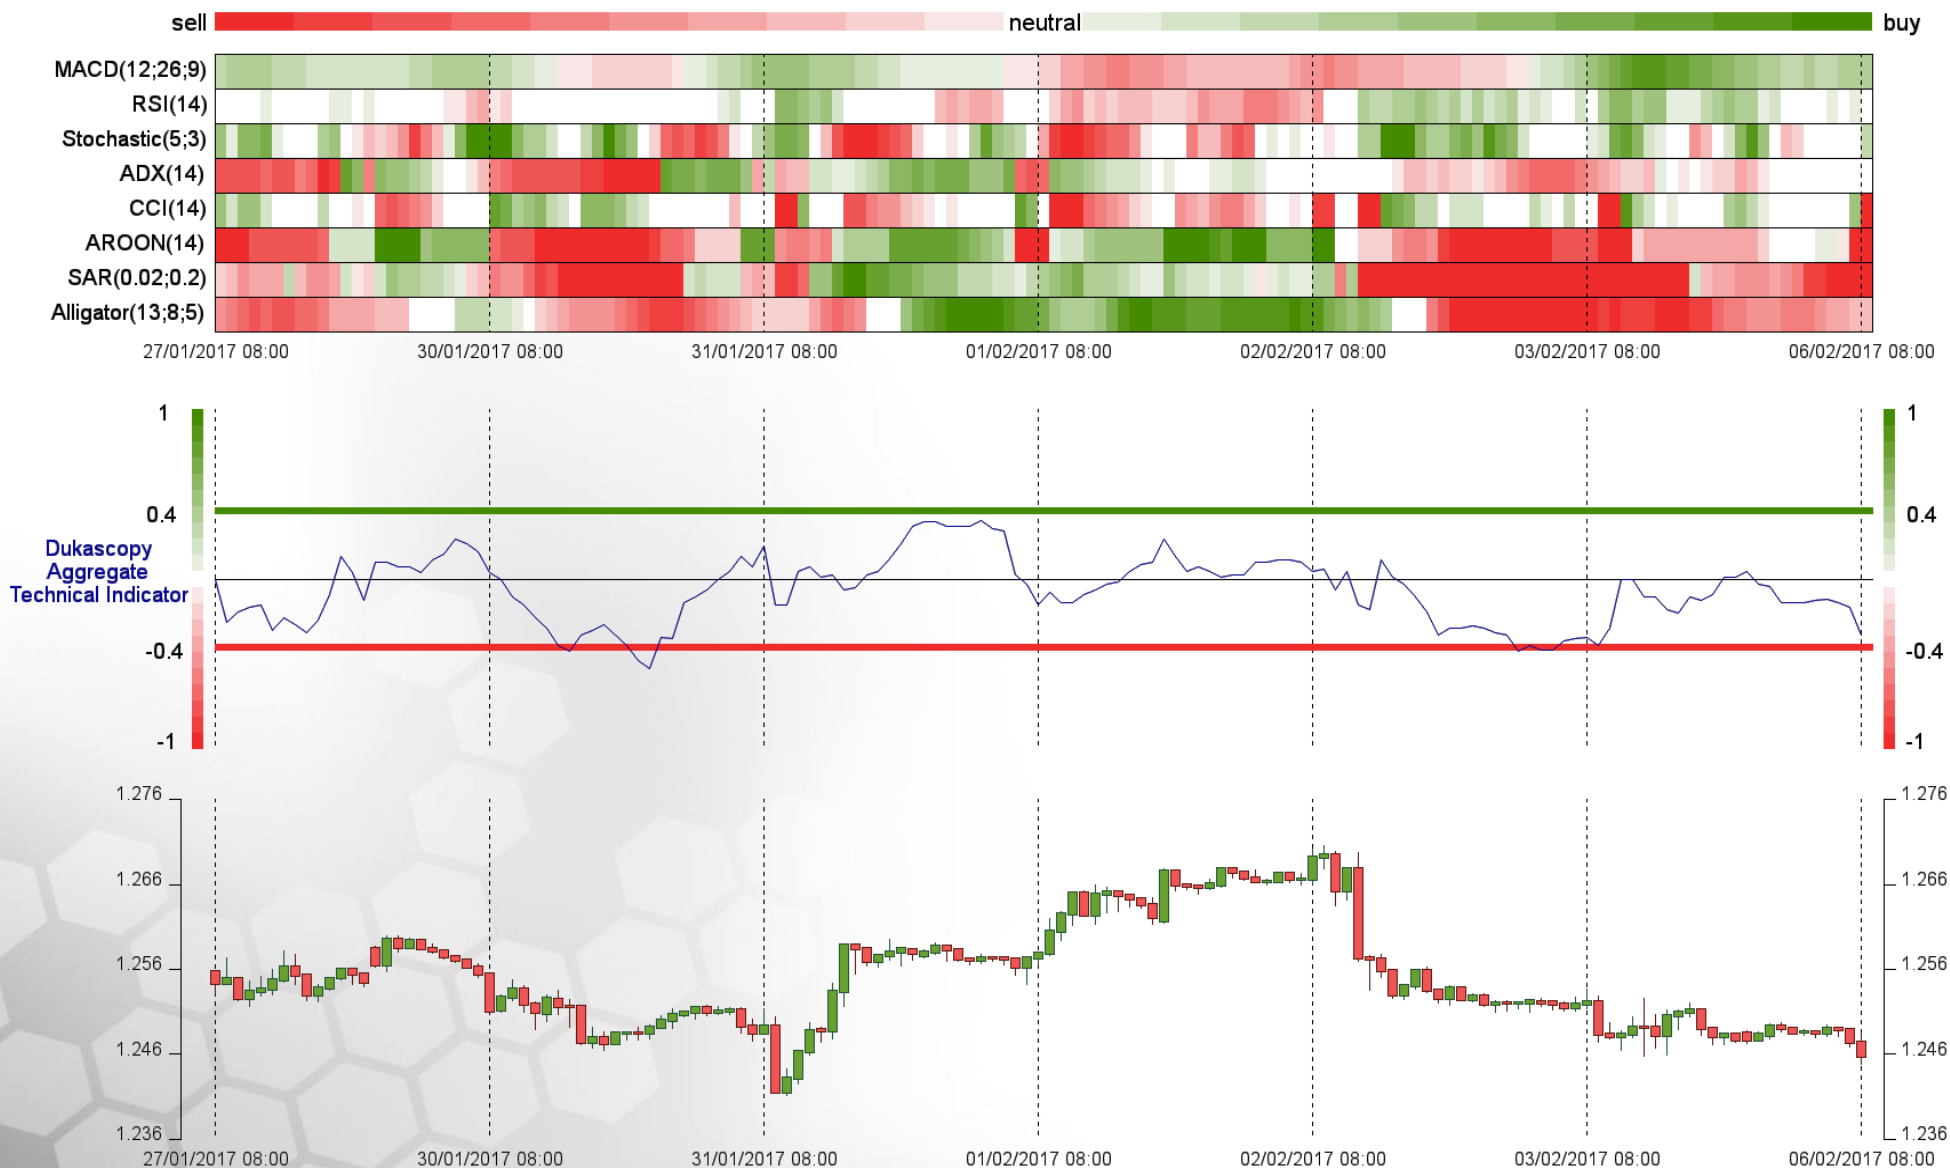 sell neutral buy
MACD(12;26;9)
RSI(14)
Stochastic(5;3)
ADX(14)
CCI(14)
AROON(14)
SAR(0.02;0.2)
Alligator(13;8;5)
27/01/2017 08:00 30/01/2017 08:00 31/01/2017 08:00 01/02/2017 08:00 02/02/2017 08:00 03/02/2017 08:00 06/02/2017 08:00
1 1
0.4 0.4
Dukascopy
Aggregate
Technical Indicator
-0.4 -0.4
-1 -1
1.276 1.276
1.266 1.266
1.256 1.256
1.246 1.246
1.236 1.236
27/01/2017 08:00 30/01/2017 08:00 31/01/2017 08:00 01/02/2017 08:00 02/02/2017 08:00 03/02/2017 08:00 06/02/2017 08:00